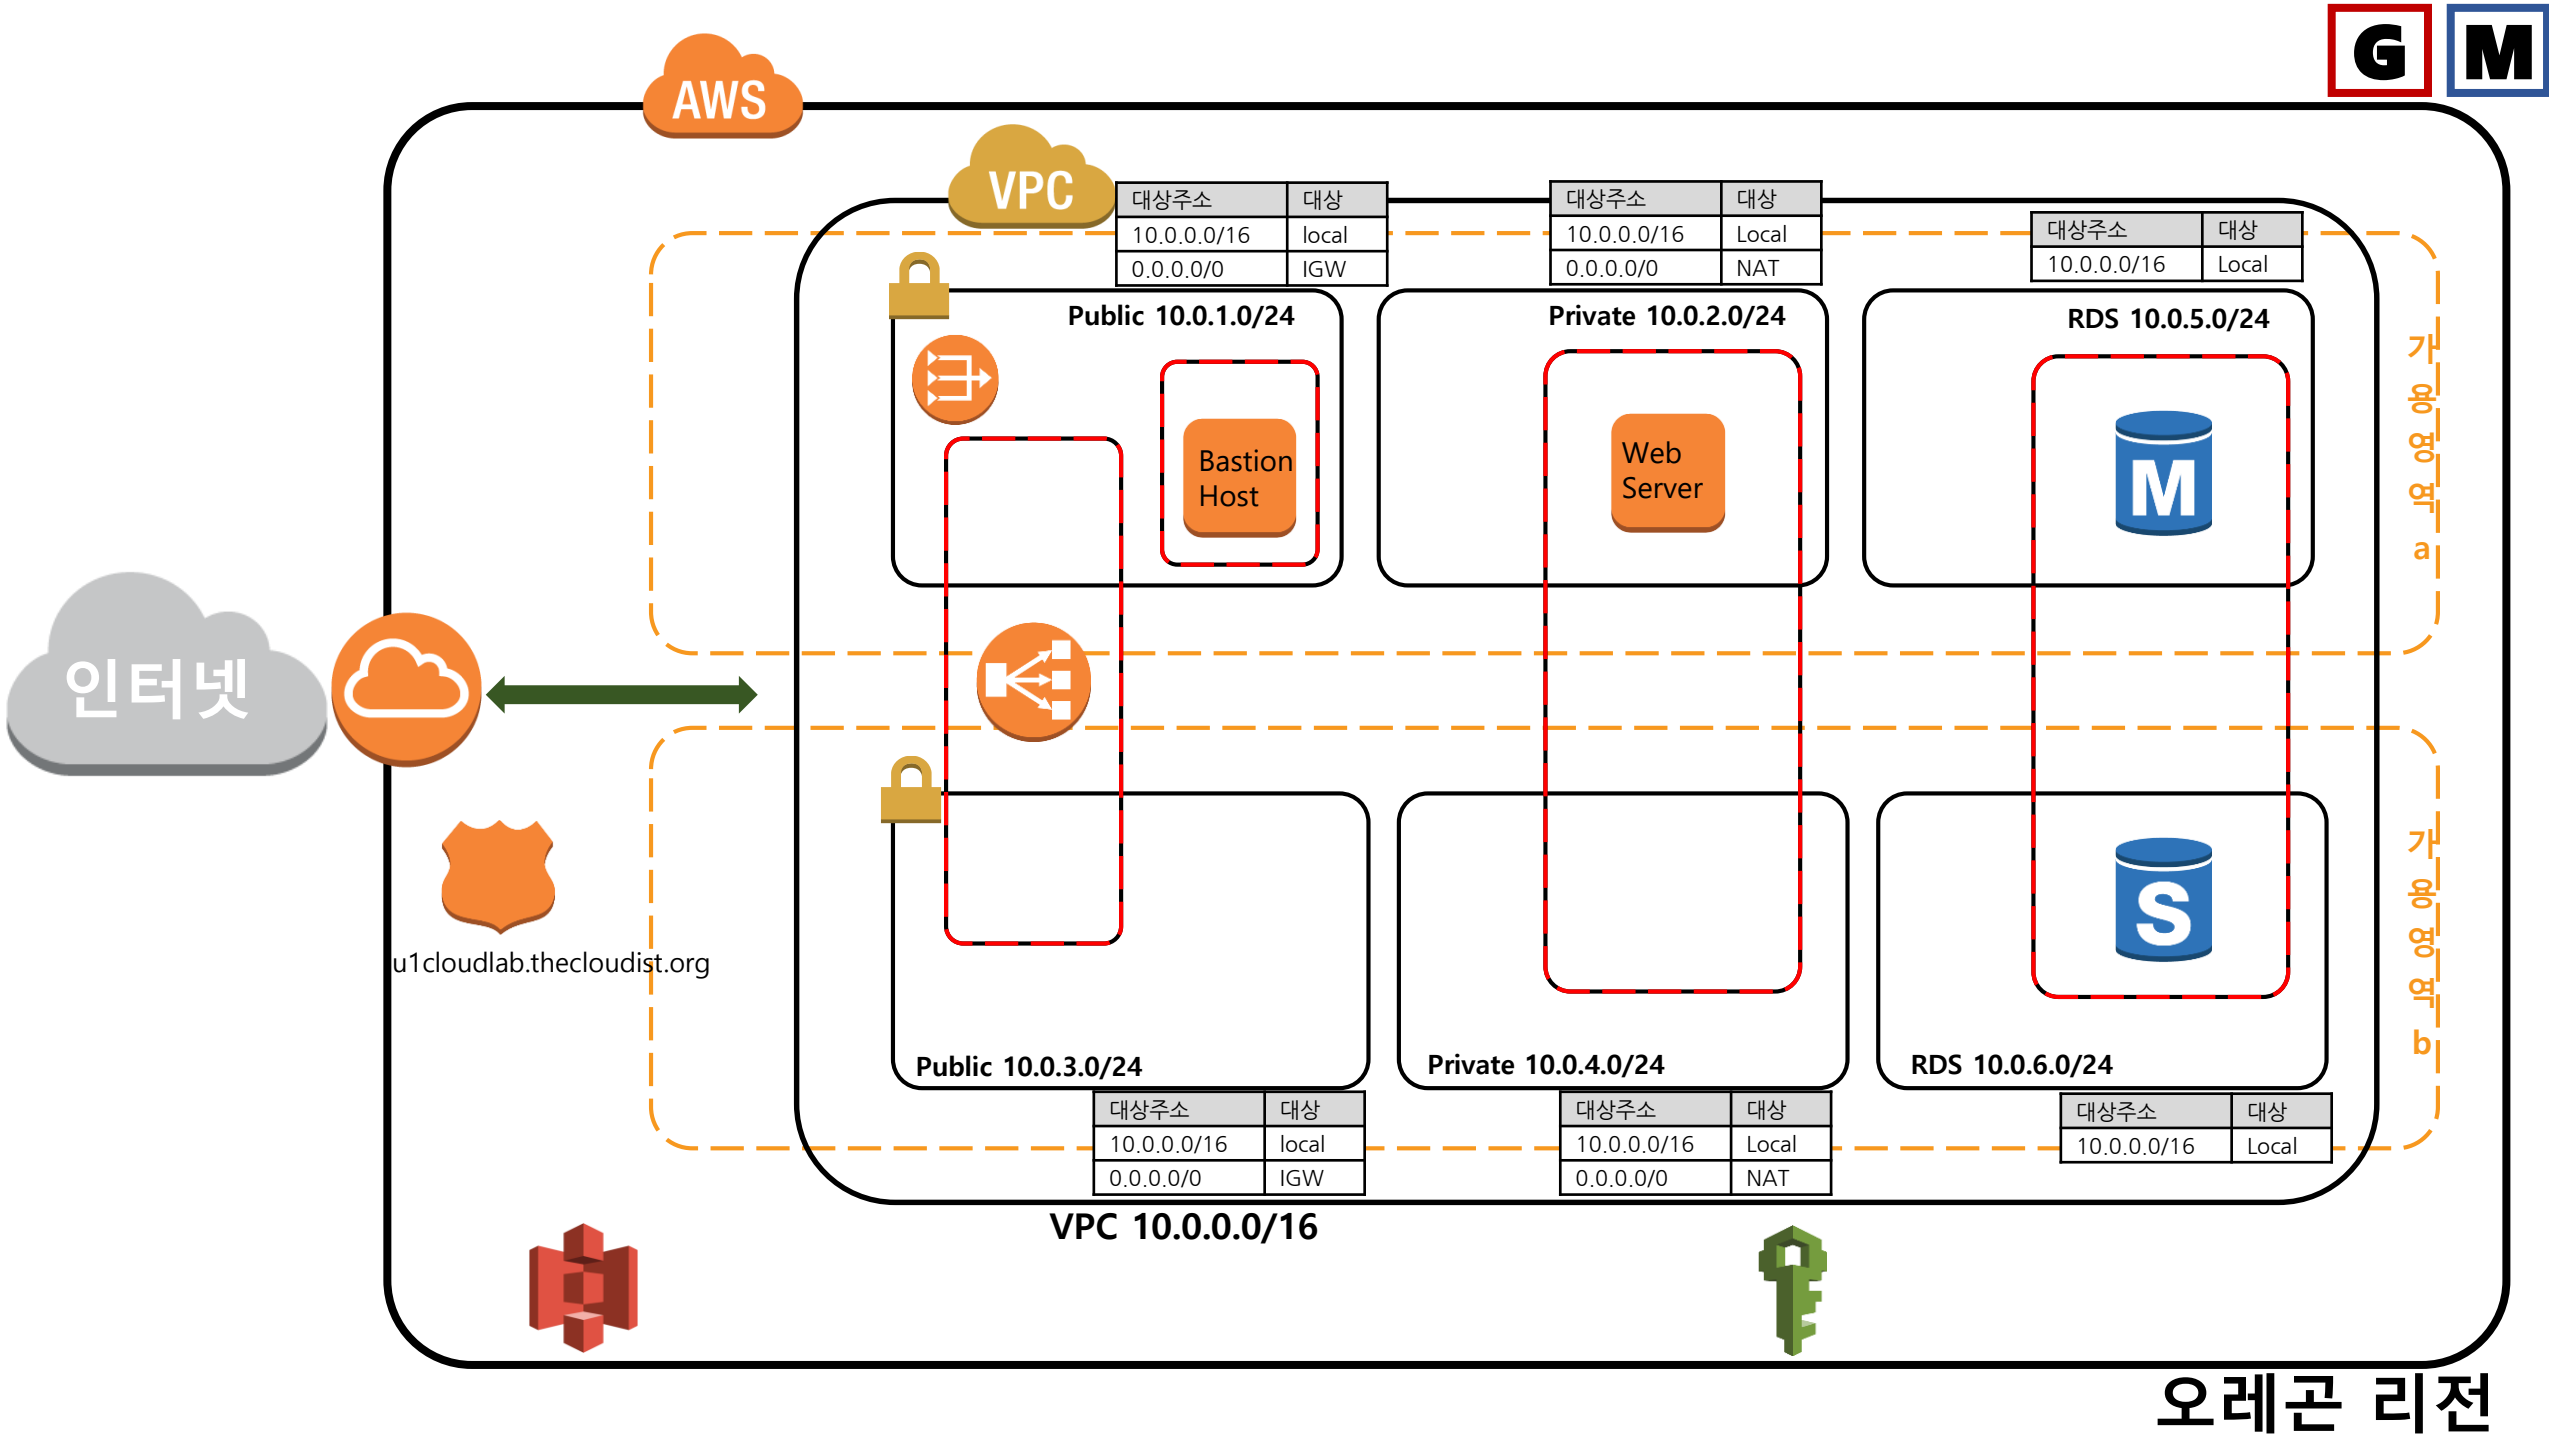 G M
AWS
VPC
대상주소 대상
10.0.0.0/16 local
0.0.0.0/0 IGW
대상주소 대상
10.0.0.0/16 Local
0.0.0.0/0 NAT
대상주소 대상
10.0.0.0/16 Local
Public 10.0.1.0/24
Private 10.0.2.0/24
RDS 10.0.5.0/24
Bastion
Host
Web
Server
M
가
용
영
역
a
인터넷
u1cloudlab.thecloudist.org
S
가
용
영
역
b
Public 10.0.3.0/24
Private 10.0.4.0/24
RDS 10.0.6.0/24
대상주소 대상
10.0.0.0/16 local
0.0.0.0/0 IGW
대상주소 대상
10.0.0.0/16 Local
0.0.0.0/0 NAT
대상주소 대상
10.0.0.0/16 Local
VPC 10.0.0.0/16
오레곤 리전